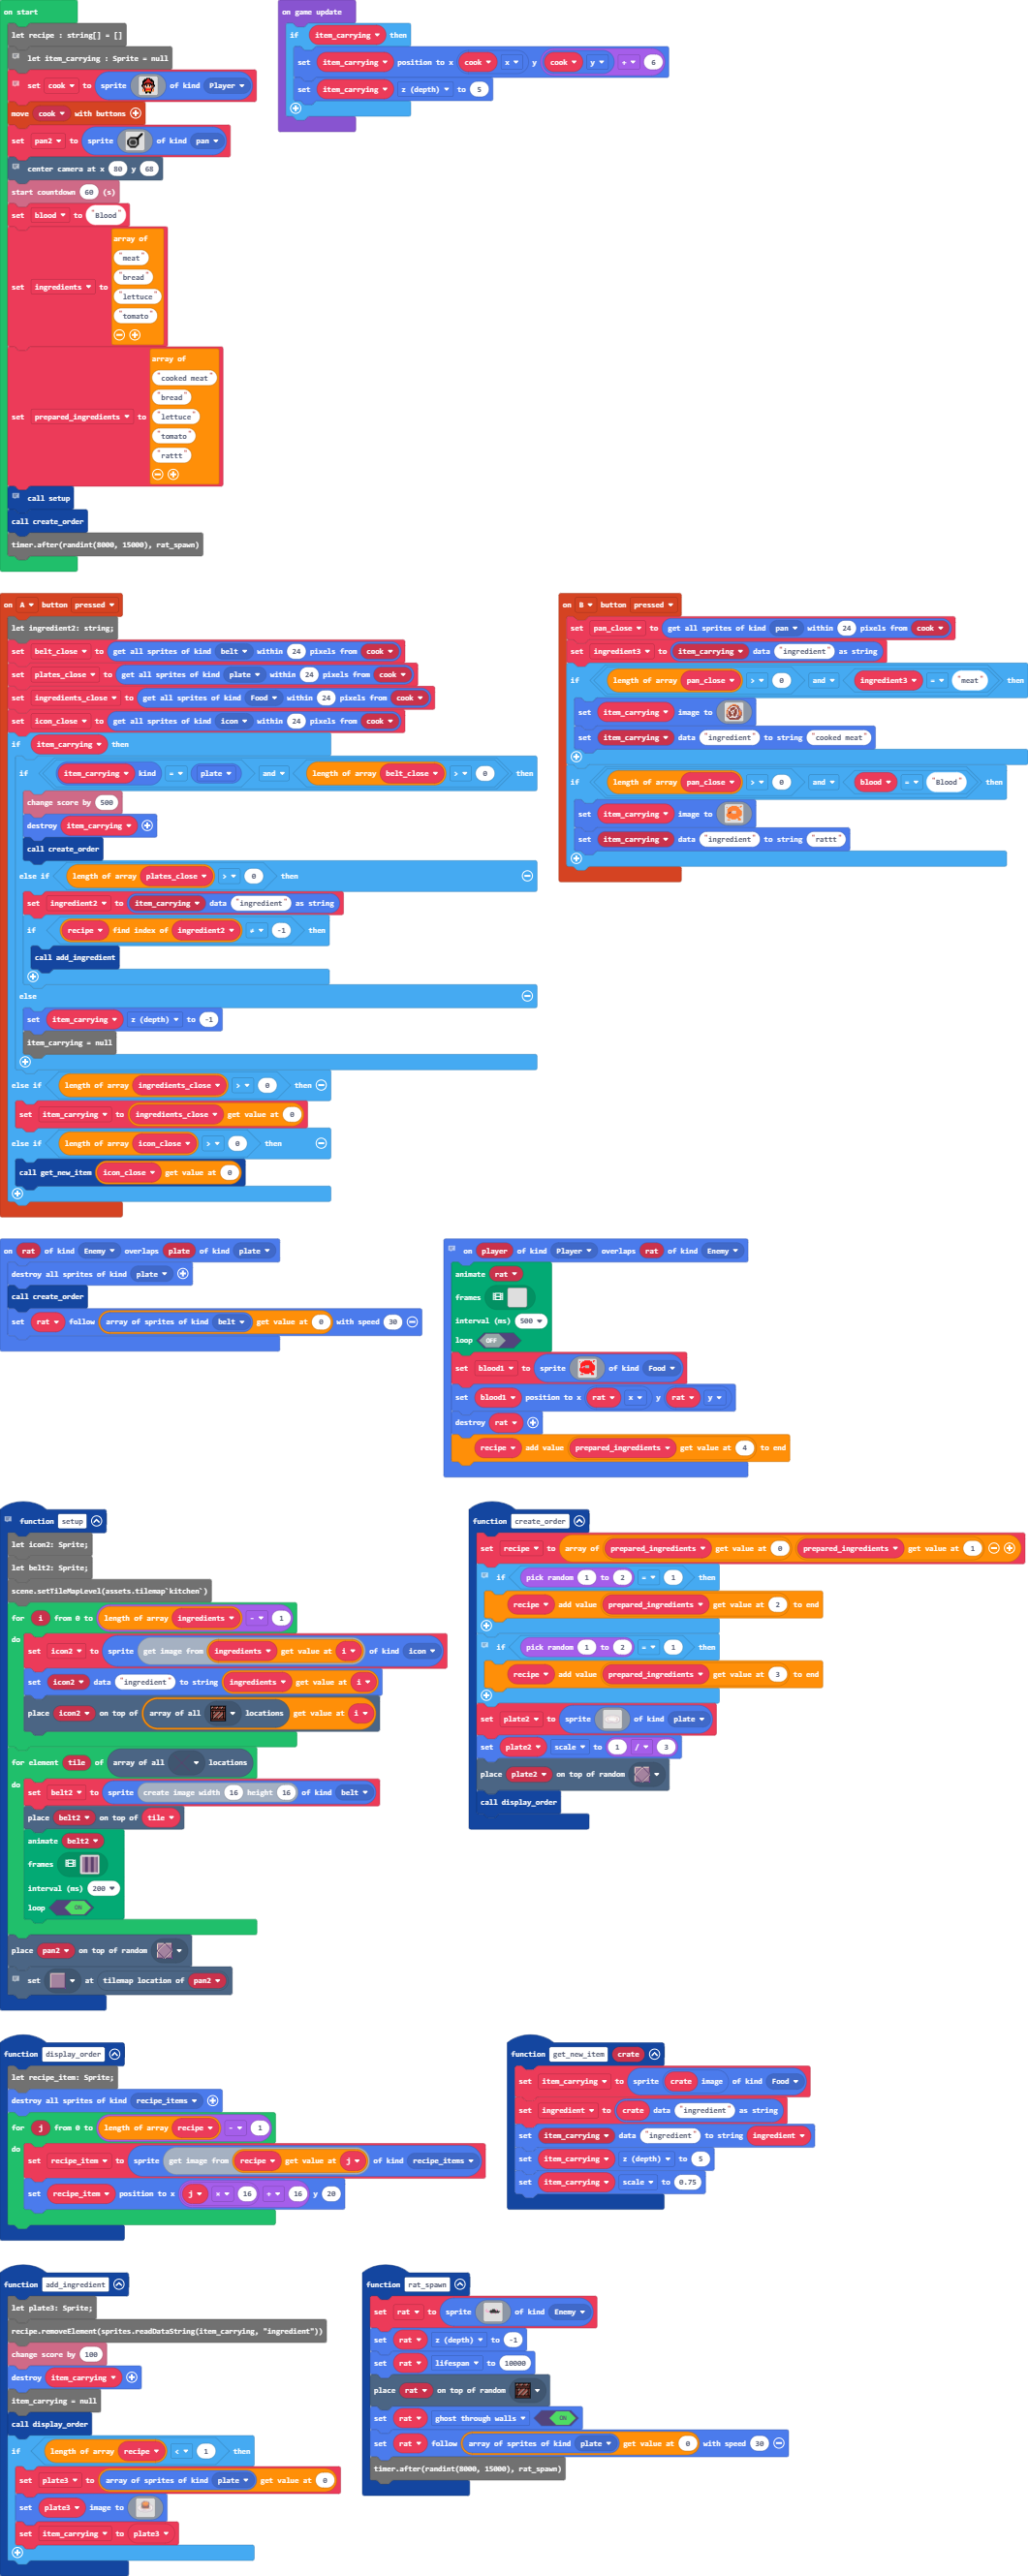 on start
let recipe : string[] = []
let item_carrying : Sprite = null
set cook to sprite of kind Player
move cook with buttons
set pan2 to sprite of kind pan
center camera at x 80 y 68
start countdown 60 (s)
set blood to "Blood"
set ingredients to array of
"meat"
"bread"
"lettuce"
"tomato"
set prepared_ingredients to array of
"cooked meat"
"bread"
"lettuce"
"tomato"
"rattt"
call setup
call create_order
timer.after(randint(8000, 15000), rat_spawn)
on game update
if item_carrying then
set item_carrying position to x cook x y cook y + 6
set item_carrying z (depth) to 5
on A button pressed
let ingredient2: string;
set belt_close to get all sprites of kind belt within 24 pixels from cook
set plates_close to get all sprites of kind plate within 24 pixels from cook
set ingredients_close to get all sprites of kind Food within 24 pixels from cook
set icon_close to get all sprites of kind icon within 24 pixels from cook
if item_carrying then
if item_carrying kind = plate and length of array belt_close > 0 then
change score by 500
destroy item_carrying
call create_order
else if length of array plates_close > 0 then
set ingredient2 to item_carrying data "ingredient" as string
if recipe find index of ingredient2 ≠ -1 then
call add_ingredient
else
set item_carrying z (depth) to -1
item_carrying = null
else if length of array ingredients_close > 0 then
set item_carrying to ingredients_close get value at 0
else if length of array icon_close > 0 then
call get_new_item icon_close get value at 0
on B button pressed
set pan_close to get all sprites of kind pan within 24 pixels from cook
set ingredient3 to item_carrying data "ingredient" as string
if length of array pan_close > 0 and ingredient3 = "meat" then
set item_carrying image to
set item_carrying data "ingredient" to string "cooked meat"
if length of array pan_close > 0 and blood = "Blood" then
set item_carrying image to
set item_carrying data "ingredient" to string "rattt"
on rat of kind Enemy overlaps plate of kind plate
destroy all sprites of kind plate
call create_order
set rat follow array of sprites of kind belt get value at 0 with speed 30
on player of kind Player overlaps rat of kind Enemy
animate rat
frames
interval (ms) 500
loop OFF
set blood1 to sprite of kind Food
set blood1 position to x rat x y rat y
destroy rat
recipe add value prepared_ingredients get value at 4 to end
function setup
let icon2: Sprite;
let belt2: Sprite;
scene.setTileMapLevel(assets.tilemap`kitchen`)
for i from 0 to length of array ingredients - 1
do
set icon2 to sprite get image from ingredients get value at i of kind icon
set icon2 data "ingredient" to string ingredients get value at i
place icon2 on top of array of all locations get value at i
for element tile of array of all locations
do
set belt2 to sprite create image width 16 height 16 of kind belt
place belt2 on top of tile
animate belt2
frames
interval (ms) 200
loop ON
place pan2 on top of random
set at tilemap location of pan2
function create_order
set recipe to array of prepared_ingredients get value at 0 prepared_ingredients get value at 1
if pick random 1 to 2 = 1 then
recipe add value prepared_ingredients get value at 2 to end
if pick random 1 to 2 = 1 then
recipe add value prepared_ingredients get value at 3 to end
set plate2 to sprite of kind plate
set plate2 scale to 1 / 3
place plate2 on top of random
call display_order
function display_order
let recipe_item: Sprite;
destroy all sprites of kind recipe_items
for j from 0 to length of array recipe - 1
do
set recipe_item to sprite get image from recipe get value at j of kind recipe_items
set recipe_item position to x j × 16 + 16 y 20
function get_new_item crate
set item_carrying to sprite crate image of kind Food
set ingredient to crate data "ingredient" as string
set item_carrying data "ingredient" to string ingredient
set item_carrying z (depth) to 5
set item_carrying scale to 0.75
function add_ingredient
let plate3: Sprite;
recipe.removeElement(sprites.readDataString(item_carrying, "ingredient"))
change score by 100
destroy item_carrying
item_carrying = null
call display_order
if length of array recipe < 1 then
set plate3 to array of sprites of kind plate get value at 0
set plate3 image to
set item_carrying to plate3
function rat_spawn
set rat to sprite of kind Enemy
set rat z (depth) to -1
set rat lifespan to 10000
place rat on top of random
set rat ghost through walls ON
set rat follow array of sprites of kind plate get value at 0 with speed 30
timer.after(randint(8000, 15000), rat_spawn)